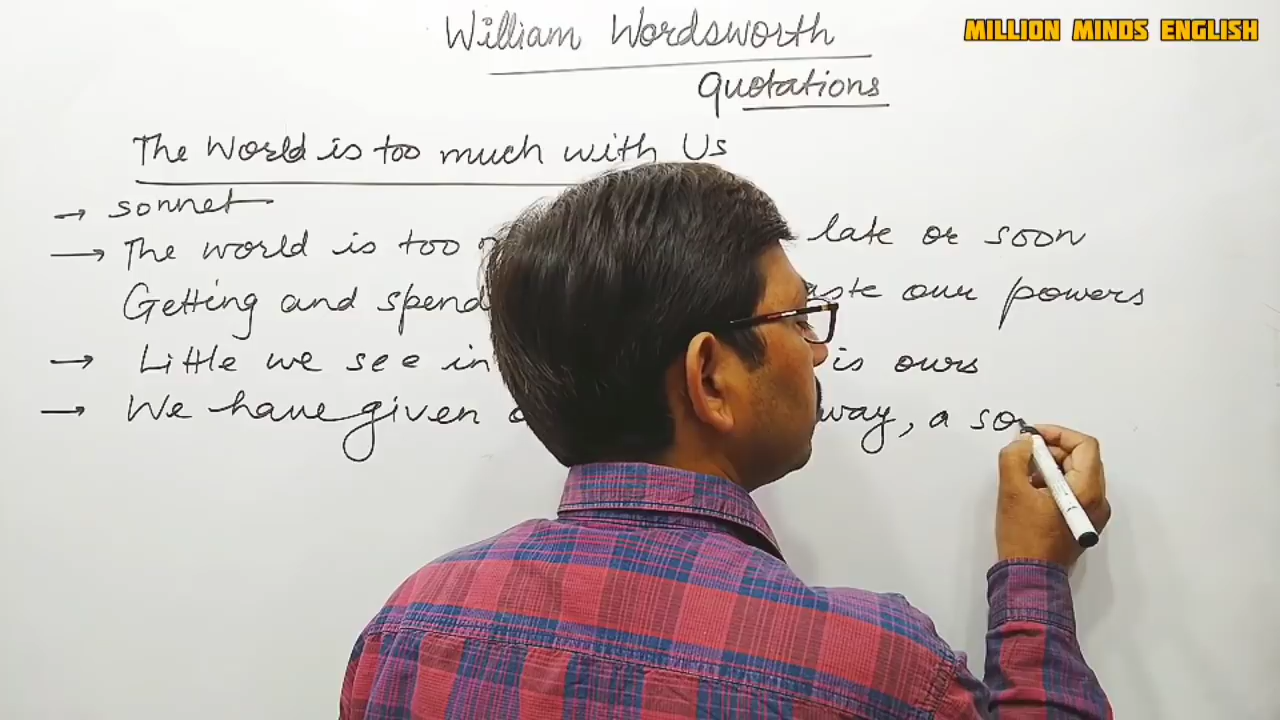 William Wordsworth
MILLION MINDS ENGLISH
Quotations
The World is too much with Us
→ sonnet
→ The world is too late or soon
Getting and spend our powers
→ Little we see in is ours
→ We have given way, a so